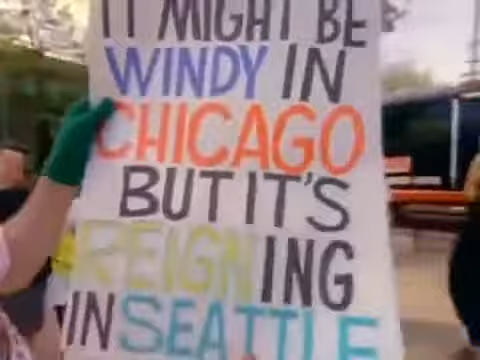 IT MIGHT BE
WINDY IN
CHICAGO
BUT IT'S
REIGNING
IN SEATTLE